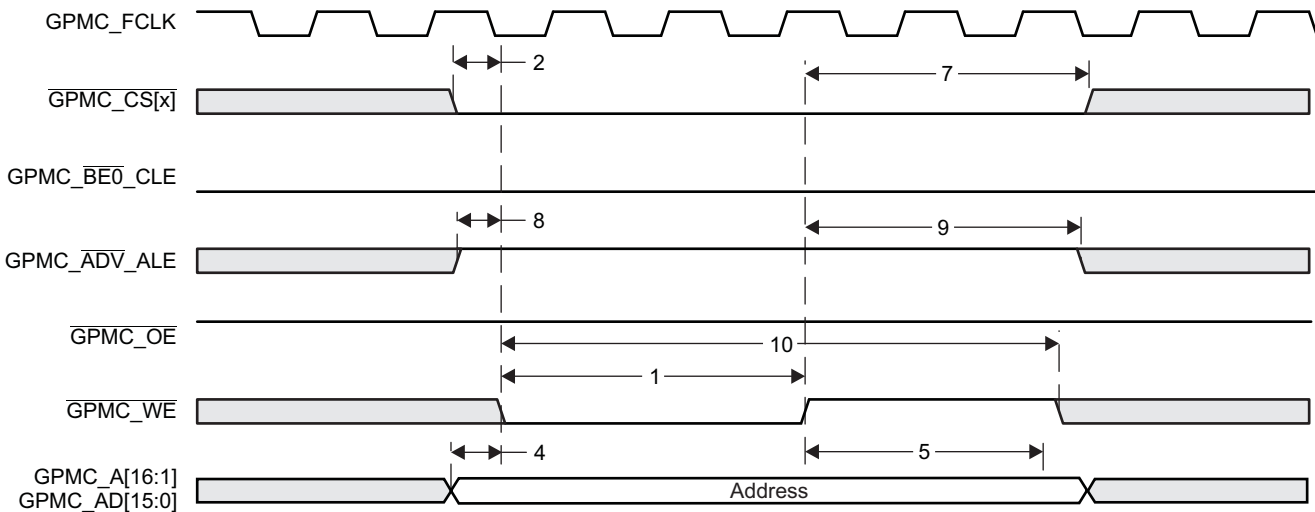 GPMC_FCLK
2
7
GPMC_CS[x]
GPMC_BE0_CLE
8
9
GPMC_ADV_ALE
GPMC_OE
10
1
GPMC_WE
4
5
GPMC_A[16:1]
GPMC_AD[15:0]
Address